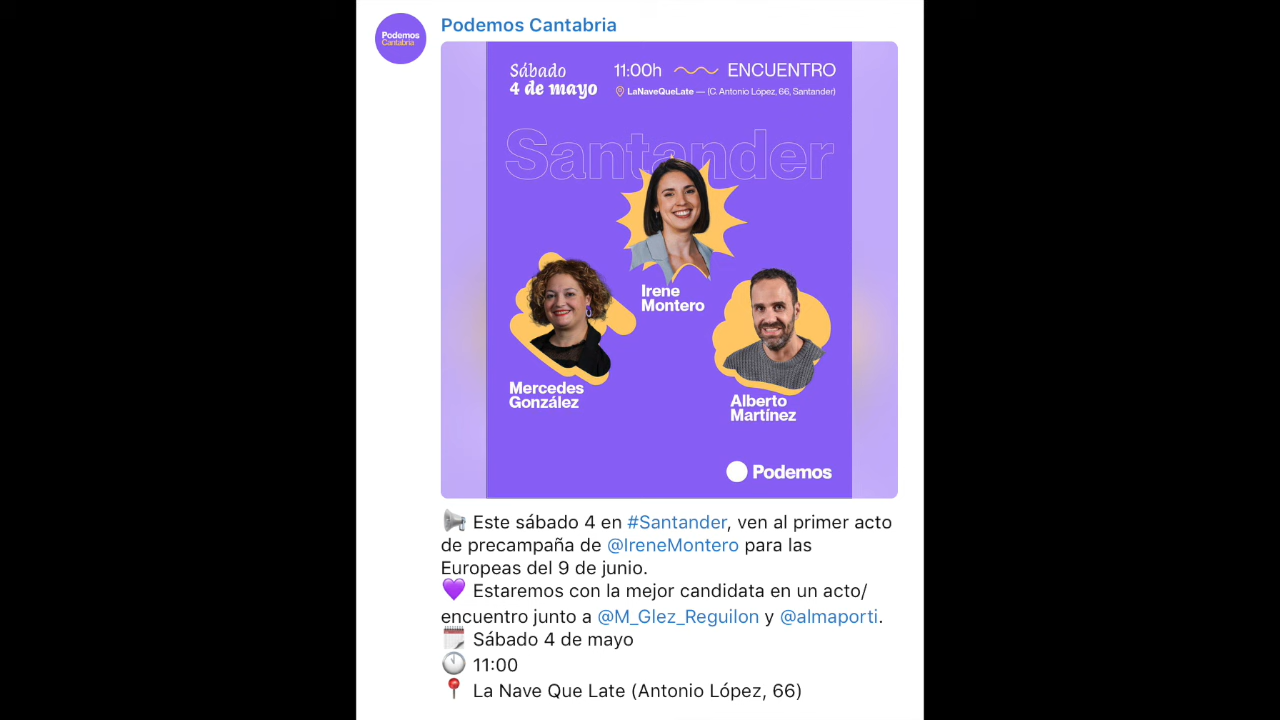 Podemos
Cantabria
Podemos Cantabria
Sábado
4 de mayo
11:00h ENCUENTRO
LaNaveQueLate — (C. Antonio López, 66, Santander)
Santander
Irene
Montero
Mercedes
González
Alberto
Martínez
Podemos
📢 Este sábado 4 en #Santander, ven al primer acto
de precampaña de @IreneMontero para las
Europeas del 9 de junio.
💜 Estaremos con la mejor candidata en un acto/
encuentro junto a @M_Glez_Reguilon y @almaporti.
🗓 Sábado 4 de mayo
🕚 11:00
📍 La Nave Que Late (Antonio López, 66)